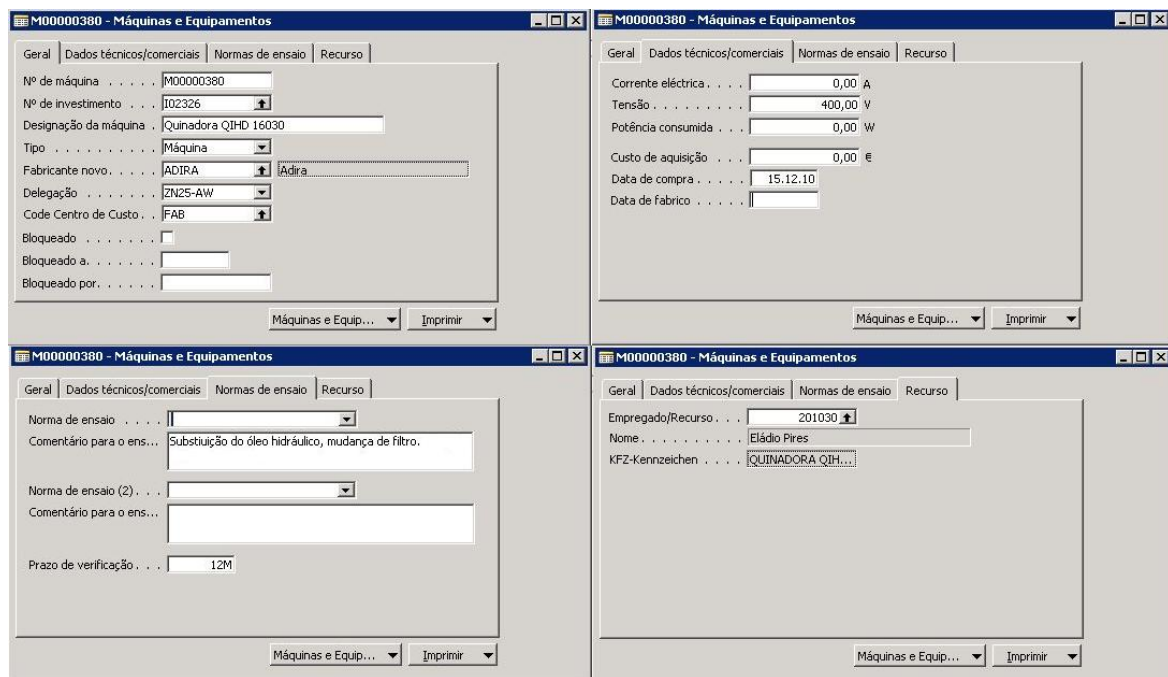 M00000380 - Máquinas e Equipamentos
Geral Dados técnicos/comerciais Normas de ensaio Recurso
Nº de máquina . . . . . M00000380
Nº de investimento . . . I02326
Designação da máquina . Quinadora QIHD 16030
Tipo . . . . . . . . . . Máquina
Fabricante novo. . . . . ADIRA Adira
Delegação . . . . . . . ZN25-AW
Code Centro de Custo. . FAB
Bloqueado . . . . . . .
Bloqueado a. . . . . . .
Bloqueado por. . . . . .
Máquinas e Equip... Imprimir
M00000380 - Máquinas e Equipamentos
Geral Dados técnicos/comerciais Normas de ensaio Recurso
Corrente eléctrica. . . . 0,00 A
Tensão . . . . . . . . . 400,00 V
Potência consumida . . . 0,00 W
Custo de aquisição . . . 0,00 €
Data de compra . . . . . 15.12.10
Data de fabrico . . . . .
Máquinas e Equip... Imprimir
M00000380 - Máquinas e Equipamentos
Geral Dados técnicos/comerciais Normas de ensaio Recurso
Norma de ensaio . . . .
Comentário para o ens... Substiuição do óleo hidráulico, mudança de filtro.
Norma de ensaio (2). . .
Comentário para o ens...
Prazo de verificação. . . 12M
Máquinas e Equip... Imprimir
M00000380 - Máquinas e Equipamentos
Geral Dados técnicos/comerciais Normas de ensaio Recurso
Empregado/Recurso . . . 201030
Nome . . . . . . . . . . Eládio Pires
KFZ-Kennzeichen . . . . QUINADORA QIH...
Máquinas e Equip... Imprimir